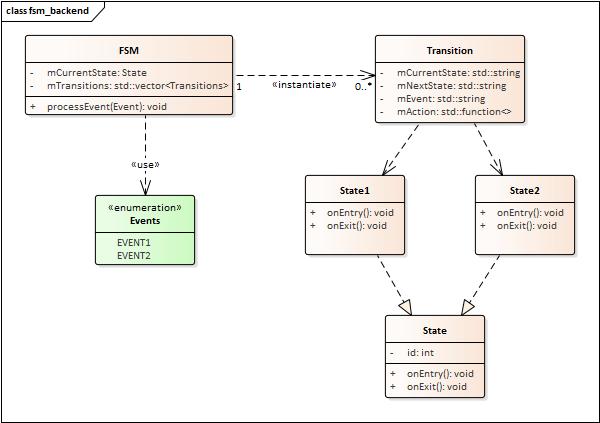 class fsm_backend
FSM
- mCurrentState: State
- mTransitions: std::vector<Transitions>
+ processEvent(Event): void
Transition
- mCurrentState: std::string
- mNextState: std::string
- mEvent: std::string
- mAction: std::function<>
1
«instantiate»
0..*
«use»
State1
+ onEntry(): void
+ onExit(): void
State2
+ onEntry(): void
+ onExit(): void
«enumeration»
Events
EVENT1
EVENT2
State
- id: int
+ onEntry(): void
+ onExit(): void